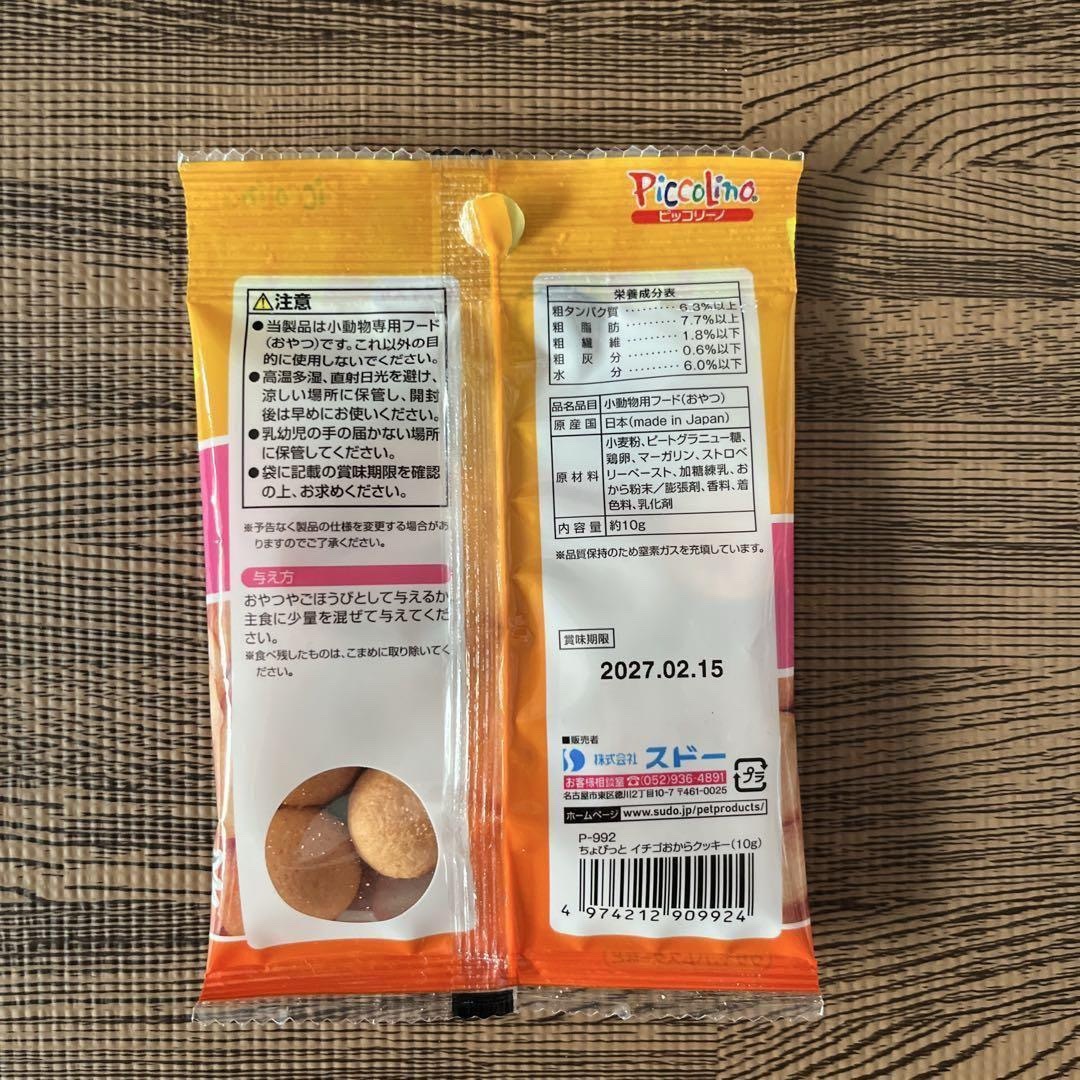 Piccolino
ピッコリーノ
注意
●当製品は小動物専用フード
(おやつ)です。これ以外の目
的に使用しないでください。
●高温多湿、直射日光を避け、
涼しい場所に保管し、開封
後は早めにお使いください。
●乳幼児の手の届かない場所
に保管してください。
●袋に記載の賞味期限を確認
の上、お求めください。
※予告なく製品の仕様を変更する場合があ
りますのでご了承ください。
与え方
おやつやごほうびとして与えるか
主食に少量を混ぜて与えてくだ
さい。
※食べ残したものは、こまめに取り除いてく
ださい。
栄養成分表
粗タンパク質 ‥‥‥‥ 6.3%以上
粗脂肪 ‥‥‥‥ 7.7%以上
粗繊維 ‥‥‥‥ 1.8%以下
粗灰分 ‥‥‥‥ 0.6%以下
水分 ‥‥‥‥ 6.0%以下
品名品目 小動物用フード(おやつ)
原産国 日本(made in Japan)
原材料 小麦粉、ビートグラニュー糖、
鶏卵、マーガリン、ストロベ
リーペースト、加糖練乳、お
から粉末/膨張剤、香料、着
色料、乳化剤
内容量 約10g
※品質保持のため窒素ガスを充填しています。
賞味期限
2027.02.15
■販売者
株式会社 スドー
お客様相談室 ☎(052)936-4891
名古屋市東区徳川2丁目10-7 〒461-0025
ホームページ www.sudo.jp/petproducts/
プラ
P-992
ちょびっと イチゴおからクッキー(10g)
4 974212 909924